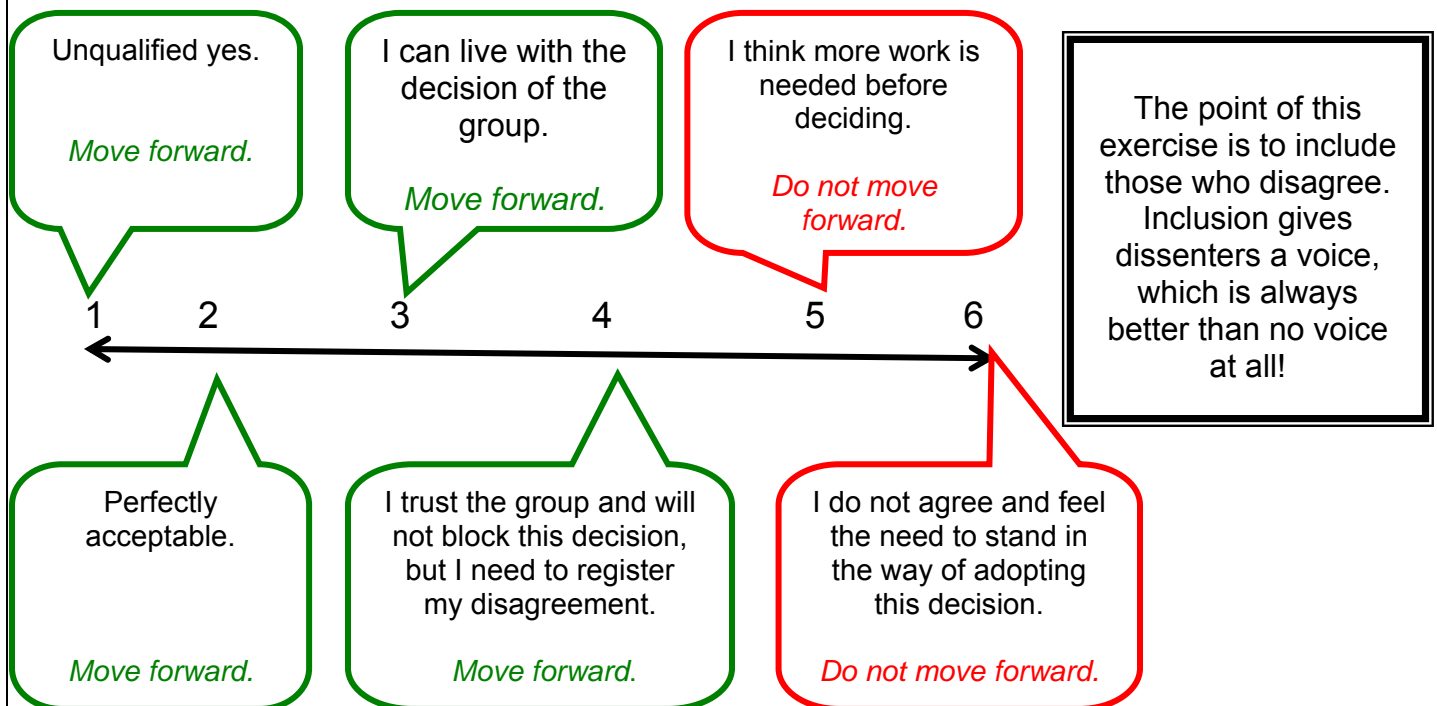 Unqualified yes.
Move forward.
I can live with the
decision of the
group.
Move forward.
I think more work is
needed before
deciding.
Do not move
forward.
The point of this
exercise is to include
those who disagree.
Inclusion gives
dissenters a voice,
which is always
better than no voice
at all!
1 2 3 4 5 6
Perfectly
acceptable.
Move forward.
I trust the group and will
not block this decision,
but I need to register
my disagreement.
Move forward.
I do not agree and feel
the need to stand in
the way of adopting
this decision.
Do not move forward.